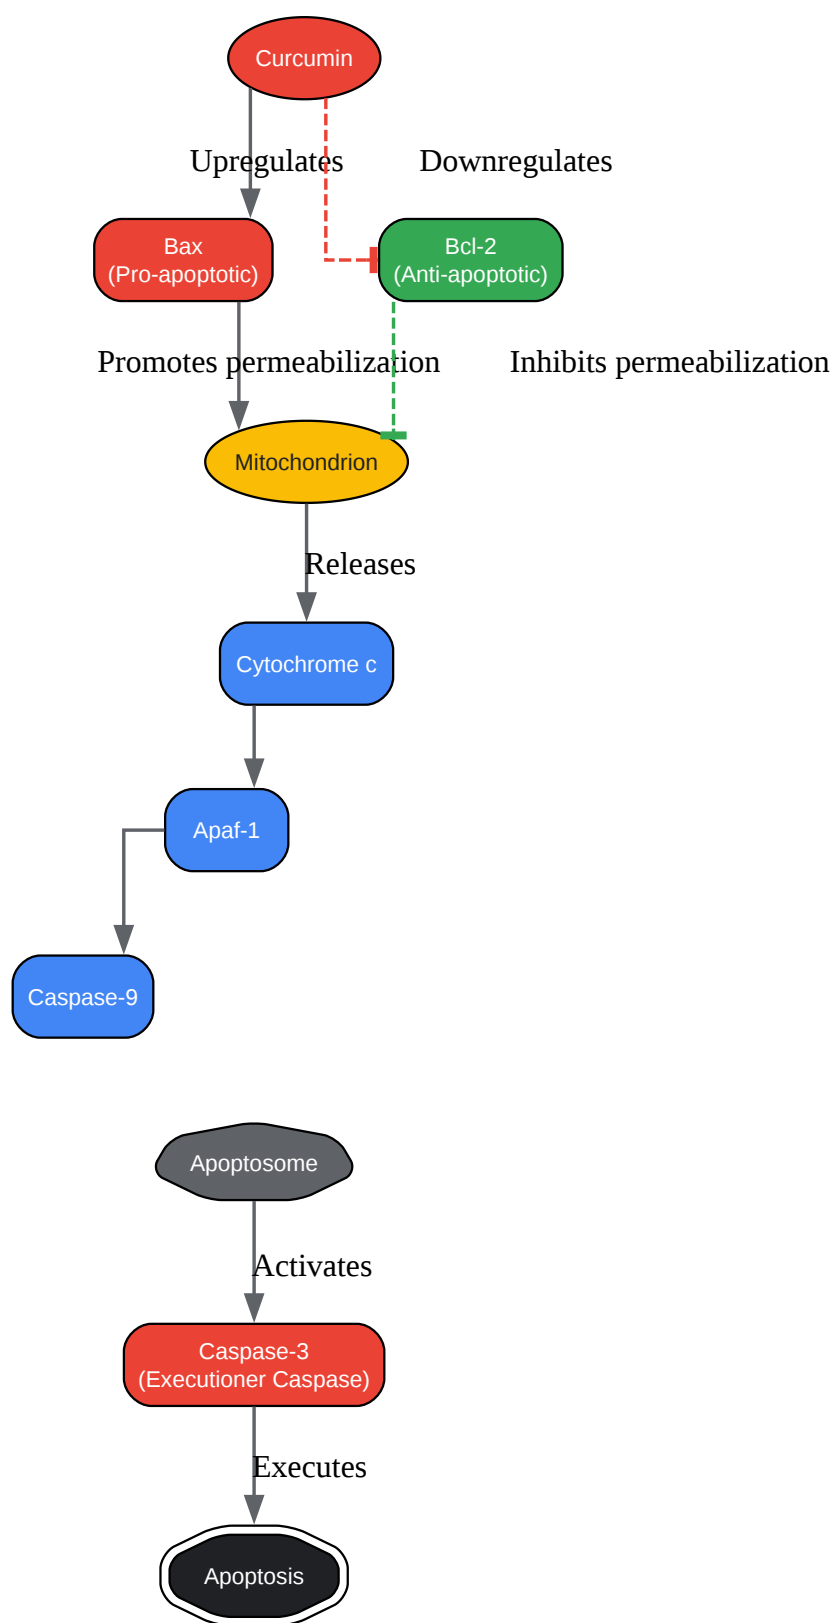 Curcumin
Upregulates
Downregulates
Bax
(Pro-apoptotic)
Bcl-2
(Anti-apoptotic)
Promotes permeabilization
Inhibits permeabilization
Mitochondrion
Releases
Cytochrome c
Apaf-1
Caspase-9
Apoptosome
Activates
Caspase-3
(Executioner Caspase)
Executes
Apoptosis